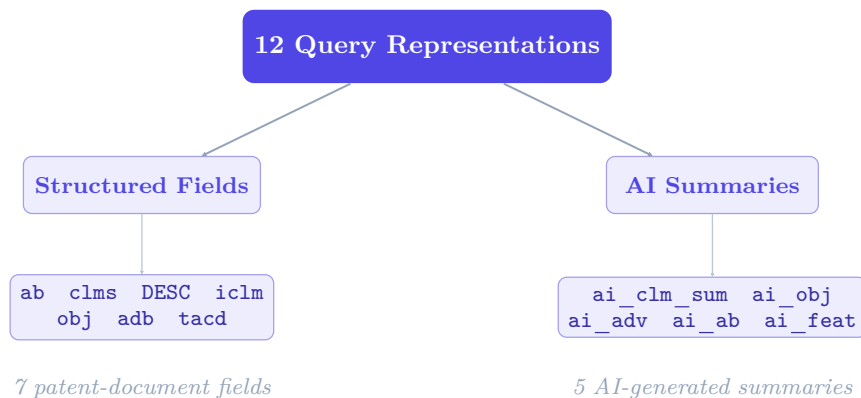 12 Query Representations
Structured Fields
AI Summaries
ab clms DESC iclm
obj adb tacd
ai_clm_sum ai_obj
ai_adv ai_ab ai_feat
7 patent-document fields
5 AI-generated summaries